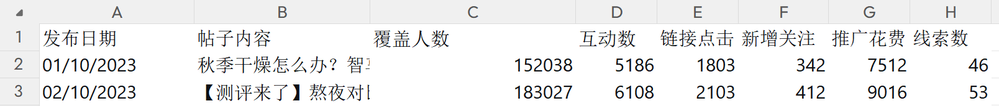 A B C D E F G H
1 发布日期 帖子内容 覆盖人数 互动数 链接点击 新增关注 推广花费 线索数
2 01/10/2023 秋季干燥怎么办？智 152038 5186 1803 342 7512 46
3 02/10/2023 【测评来了】熬夜对 183027 6108 2103 412 9016 53